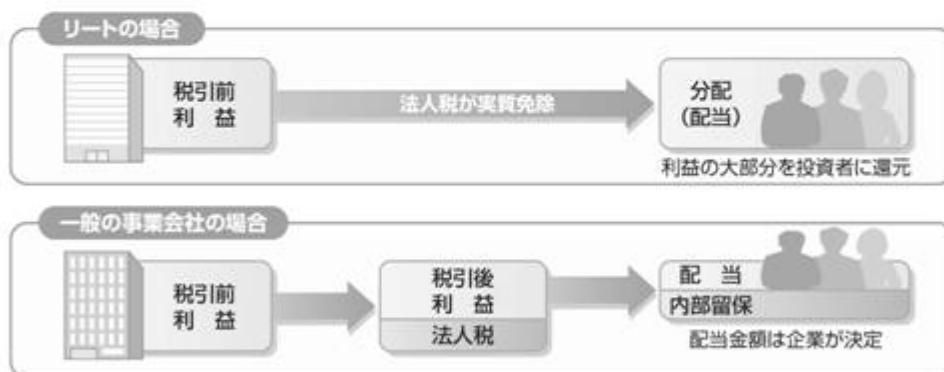 リートの場合
税引前
利 益
法人税が実質免除
分配
(配当)
利益の大部分を投資者に還元
一般の事業会社の場合
税引前
利 益
税引後
利 益
法人税
配 当
内部留保
配当金額は企業が決定